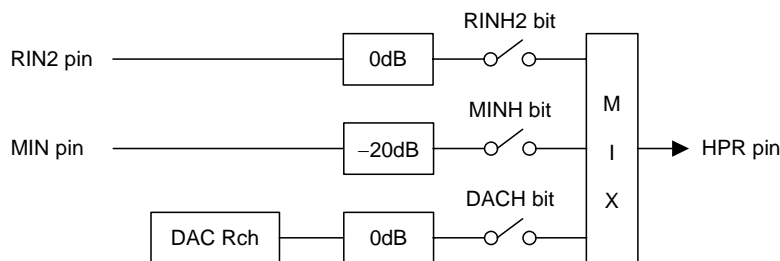 RINH2 bit
RIN2 pin
0dB
MINH bit
MIN pin
−20dB
M
I
X
HPR pin
DACH bit
DAC Rch
0dB